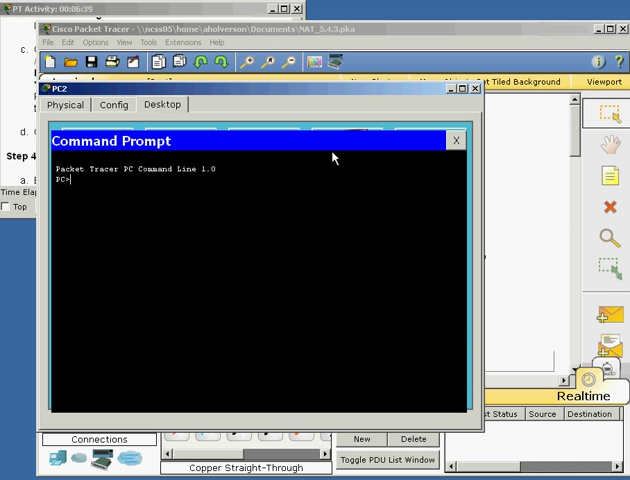 PT Activity: 00:06:39
c.
d.
Step 4
a.
Time Elap
Top
Cisco Packet Tracer - \\ncss05\home\aholverson\Documents\NAT_5.4.3.pka
File Edit Options View Tools Extensions Help
Tiled Background
Viewport
PC2
Physical Config Desktop
Command Prompt
X
Packet Tracer PC Command Line 1.0
PC>
Realtime
st Status Source Destination
Connections
Copper Straight-Through
New Delete
Toggle PDU List Window